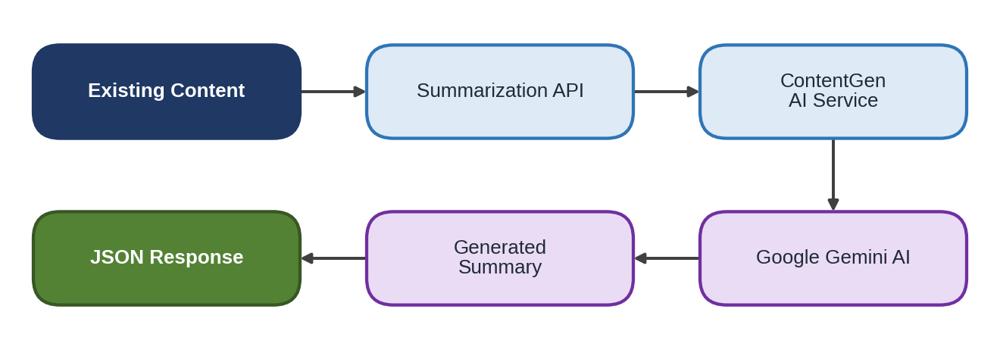 Existing Content
Summarization API
ContentGen
AI Service
JSON Response
Generated
Summary
Google Gemini AI